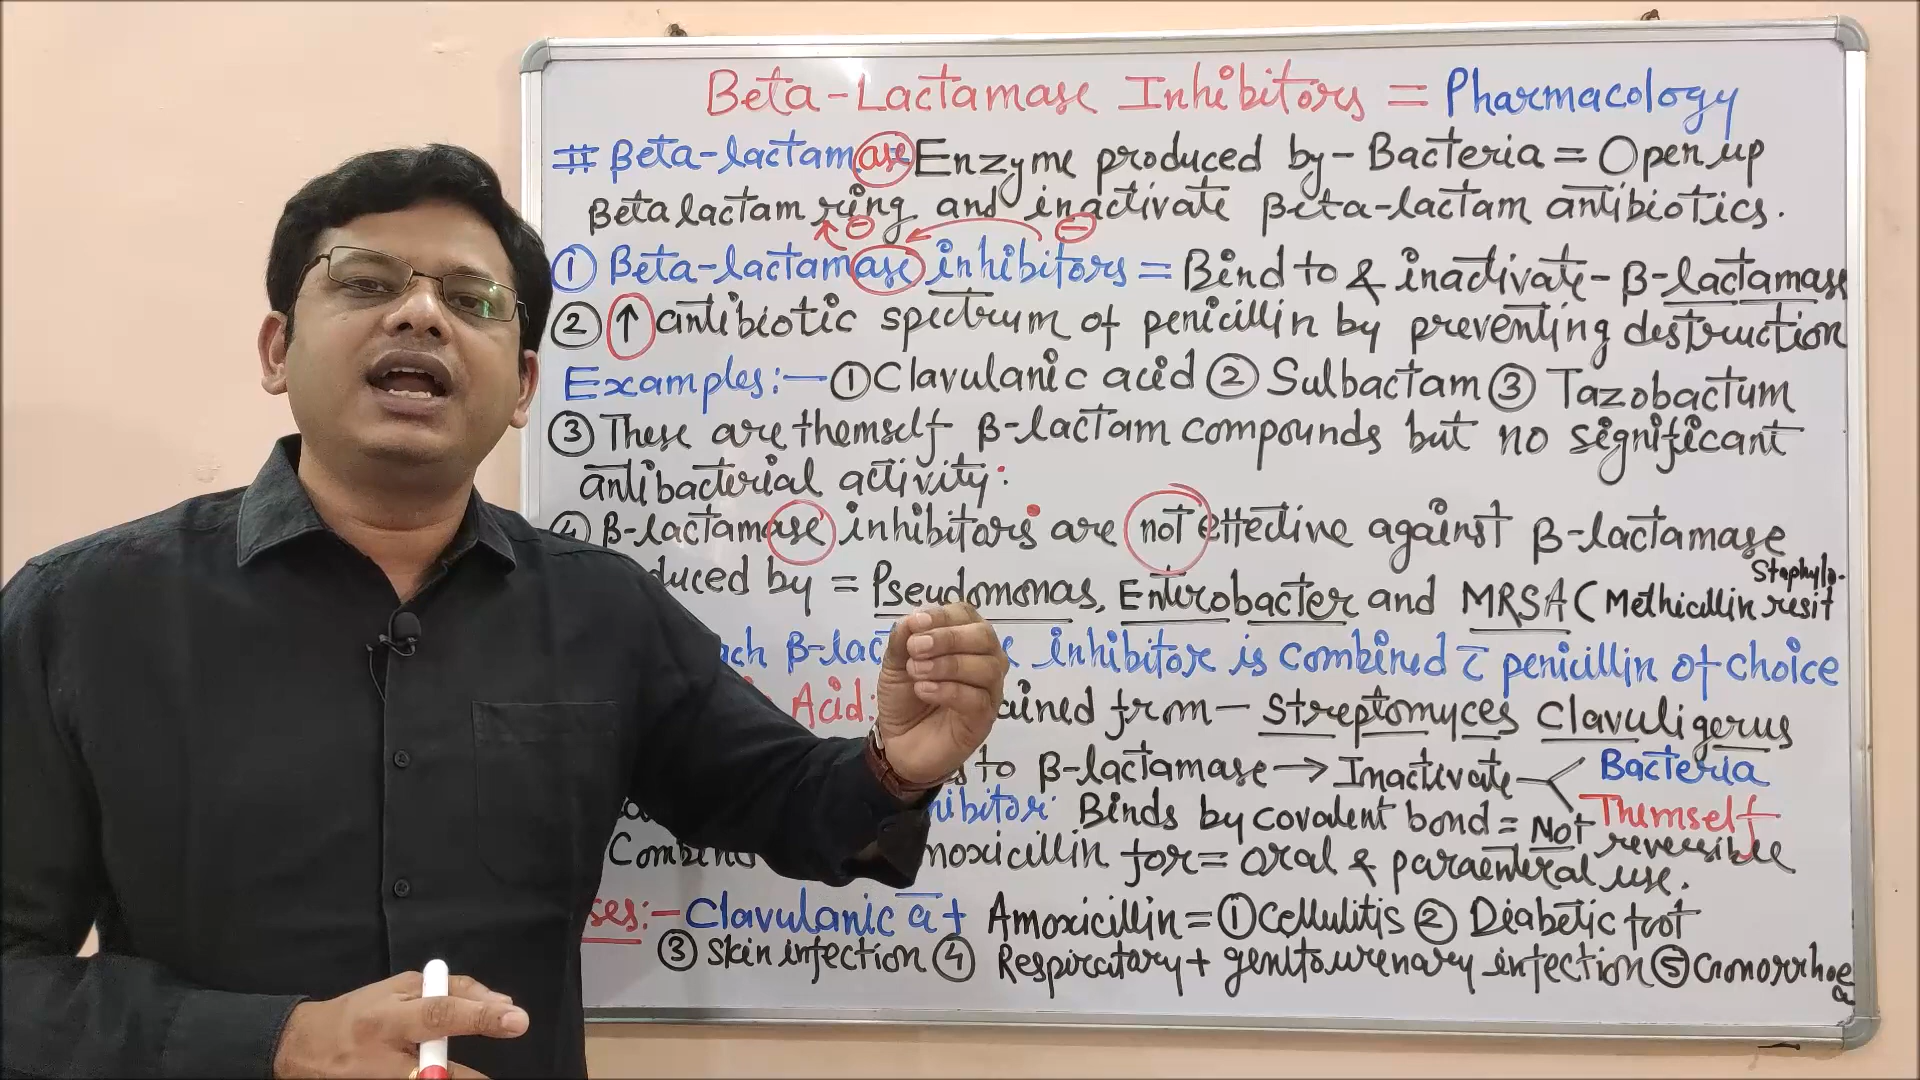 Beta-Lactamase Inhibitors = Pharmacology
# Beta-lactamase = Enzyme produced by - Bacteria = Open up
Beta lactam ring and inactivate Beta-lactam antibiotics.
① Beta-lactamase inhibitors = Bind to & inactivate - β-lactamase
② ↑ antibiotic spectrum of penicillin by preventing destruction
Examples:- ① Clavulanic acid ② Sulbactam ③ Tazobactum
③ These are themself β-lactam compounds but no significant
antibacterial activity:
④ β-lactamase inhibitors are not effective against β-lactamase
duced by = Pseudomonas, Enterobacter and MRSA (Methicillin resit
Staphylo-
ach β-lac e inhibitor is combined c̄ penicillin of choice
Acid: ained from - Streptomyces Clavuligerus
s to β-lactamase → Inactivate Bacteria
Themself
hibitor: Binds by covalent bond = Not reversible
Combine moxicillin for = oral & paraenteral use.
ses:- Clavulanic a + Amoxicillin = ① Cellulitis ② Diabetic foot
③ Skin infection ④ Respiratary + genitourenary infection ⑤ Gonorrhoea